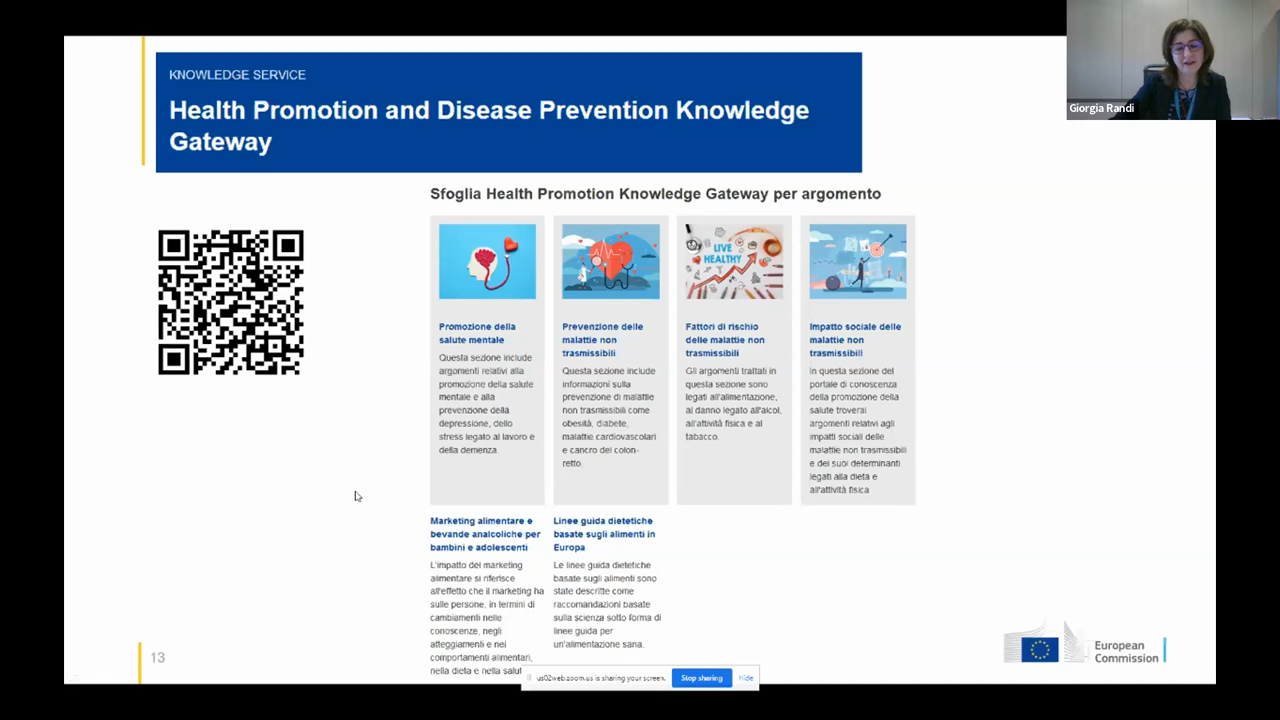 KNOWLEDGE SERVICE
Health Promotion and Disease Prevention Knowledge
Gateway
Giorgia Randi
Sfoglia Health Promotion Knowledge Gateway per argomento
LIVE
HEALTHY
Promozione della
salute mentale
Questa sezione include
argomenti relativi alla
promozione della salute
mentale e alla
prevenzione della
depressione, dello
stress legato al lavoro e
della demenza.
Prevenzione delle
malattie non
trasmissibili
Questa sezione include
informazioni sulla
prevenzione di malattie
non trasmissibili come
obesità, diabete,
malattie cardiovascolari
e cancro del colon-
retto.
Fattori di rischio
delle malattie non
trasmissibili
Gli argomenti trattati in
questa sezione sono
legati all'alimentazione,
al danno legato all'alcol,
all'attività fisica e al
tabacco.
Impatto sociale delle
malattie non
trasmissibili
In questa sezione del
portale di conoscenza
della promozione della
salute troverai
argomenti relativi agli
impatti sociali delle
malattie non trasmissibili
e dei suoi determinanti
legati alla dieta e
all'attività fisica
Marketing alimentare e
bevande analcoliche per
bambini e adolescenti
L'impatto del marketing
alimentare si riferisce
all'effetto che il marketing ha
sulle persone, in termini di
cambiamenti nelle
conoscenze, negli
atteggiamenti e nei
comportamenti alimentari,
nella dieta e nella salut
Linee guida dietetiche
basate sugli alimenti in
Europa
Le linee guida dietetiche
basate sugli alimenti sono
state descritte come
raccomandazioni basate
sulla scienza sotto forma di
linee guida per
un'alimentazione sana.
13
us02web.zoom.us is sharing your screen.
Stop sharing
Hide
European
Commission